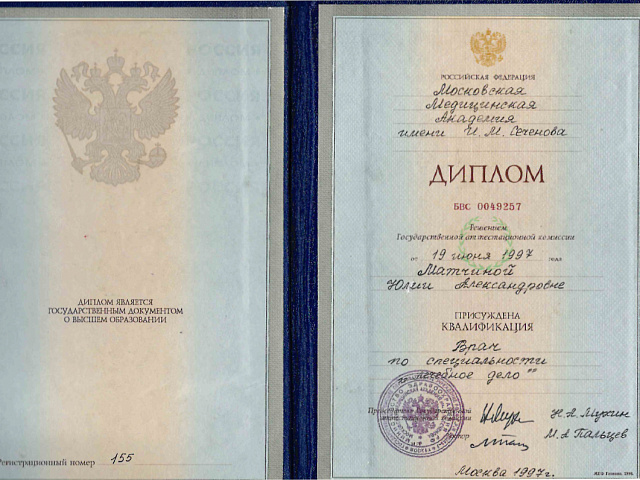 ДИПЛОМ ЯВЛЯЕТСЯ
ГОСУДАРСТВЕННЫМ ДОКУМЕНТОМ
О ВЫСШЕМ ОБРАЗОВАНИИ
Регистрационный номер 155
РОССИЙСКАЯ ФЕДЕРАЦИЯ
Московская
Медицинская
Академия
имени И. М. Сеченова
ДИПЛОМ
БВС 0049257
Решением
Государственной аттестационной комиссии
от 19 июня 1997 года
Матчиной
Юлии Александровне
ПРИСУЖДЕНА
КВАЛИФИКАЦИЯ
Врач
по специальности
"лечебное дело"
Председатель Государственной
аттестационной комиссии Н. А. Мухин
Ректор М. А. Пальцев
Москва 1997г.